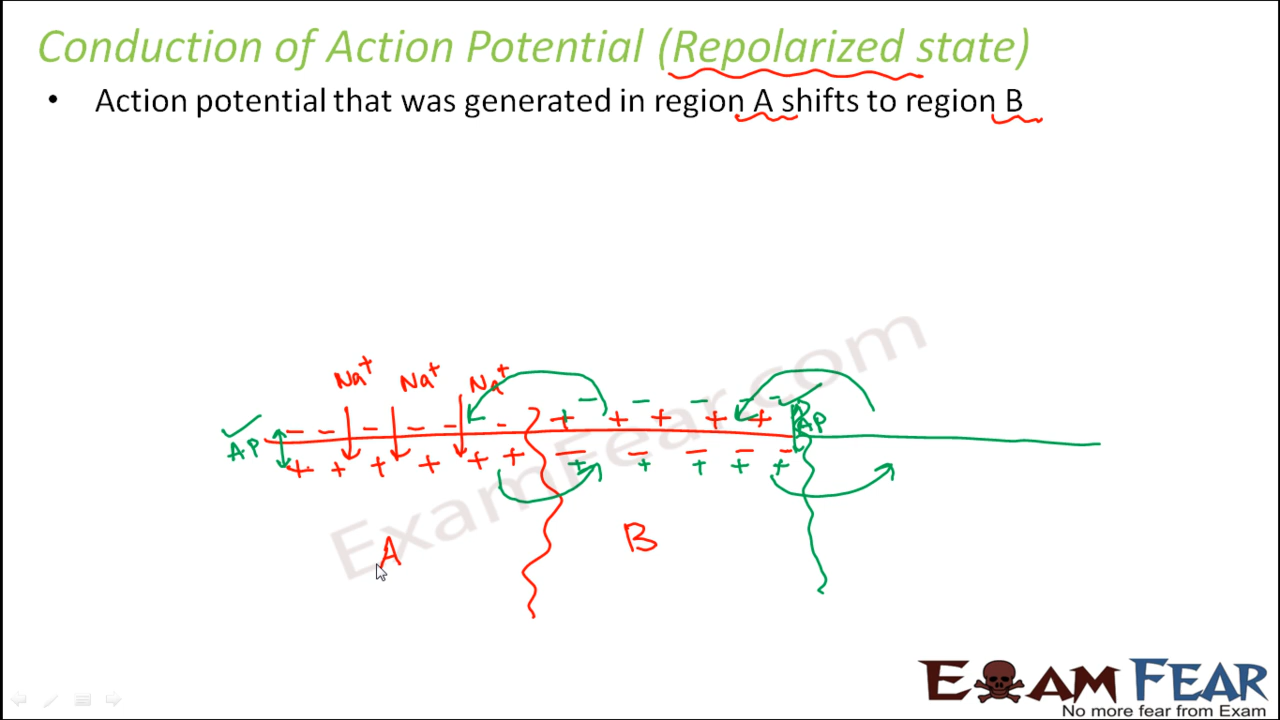 Conduction of Action Potential (Repolarized state)
• Action potential that was generated in region A shifts to region B
ExamFear.com
Na+ Na+ Na+
- - - - - - + - + - + - + - + -
AP AP
+ + + + + + - - - - -
+ + + + +
A B
EXAM FEAR
No more fear from Exam